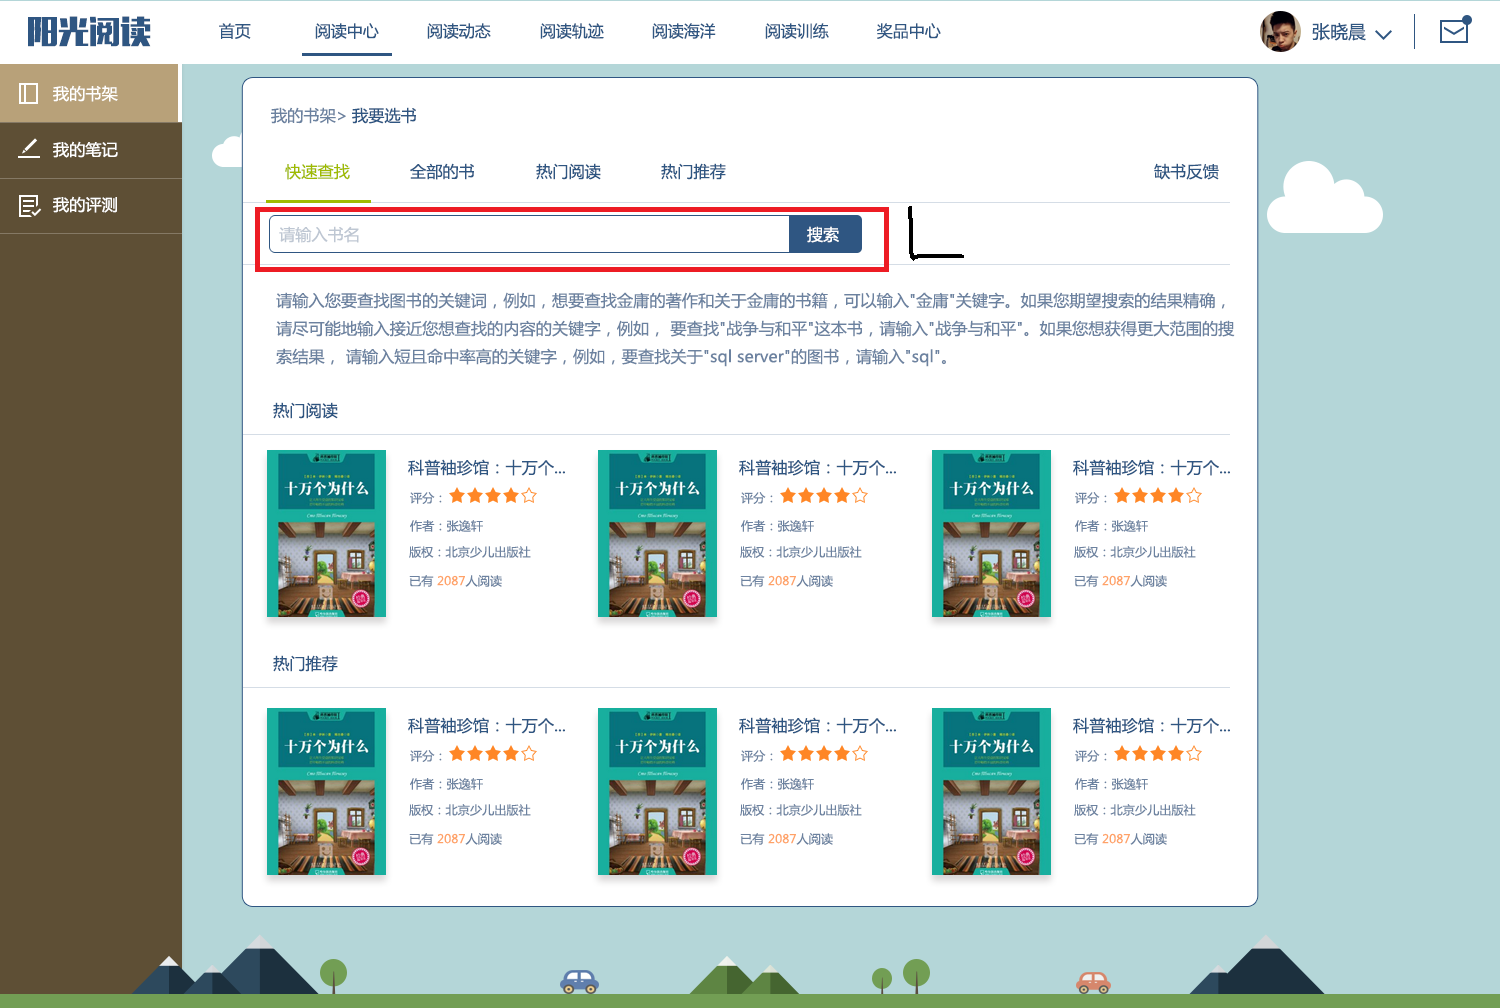 阳光阅读
首页 阅读中心 阅读动态 阅读轨迹 阅读海洋 阅读训练 奖品中心
张晓晨
我的书架
我的笔记
我的评测
我的书架> 我要选书
快速查找 全部的书 热门阅读 热门推荐 缺书反馈
请输入书名 搜索
请输入您要查找图书的关键词，例如，想要查找金庸的著作和关于金庸的书籍，可以输入"金庸"关键字。如果您期望搜索的结果精确，
请尽可能地输入接近您想查找的内容的关键字，例如， 要查找"战争与和平"这本书，请输入"战争与和平"。如果您想获得更大范围的搜
索结果， 请输入短且命中率高的关键字，例如，要查找关于"sql server"的图书，请输入"sql"。
热门阅读
十万个为什么
科普袖珍馆：十万个...
评分：
作者：张逸轩
版权：北京少儿出版社
已有 2087人阅读
十万个为什么
科普袖珍馆：十万个...
评分：
作者：张逸轩
版权：北京少儿出版社
已有 2087人阅读
十万个为什么
科普袖珍馆：十万个...
评分：
作者：张逸轩
版权：北京少儿出版社
已有 2087人阅读
热门推荐
十万个为什么
科普袖珍馆：十万个...
评分：
作者：张逸轩
版权：北京少儿出版社
已有 2087人阅读
十万个为什么
科普袖珍馆：十万个...
评分：
作者：张逸轩
版权：北京少儿出版社
已有 2087人阅读
十万个为什么
科普袖珍馆：十万个...
评分：
作者：张逸轩
版权：北京少儿出版社
已有 2087人阅读